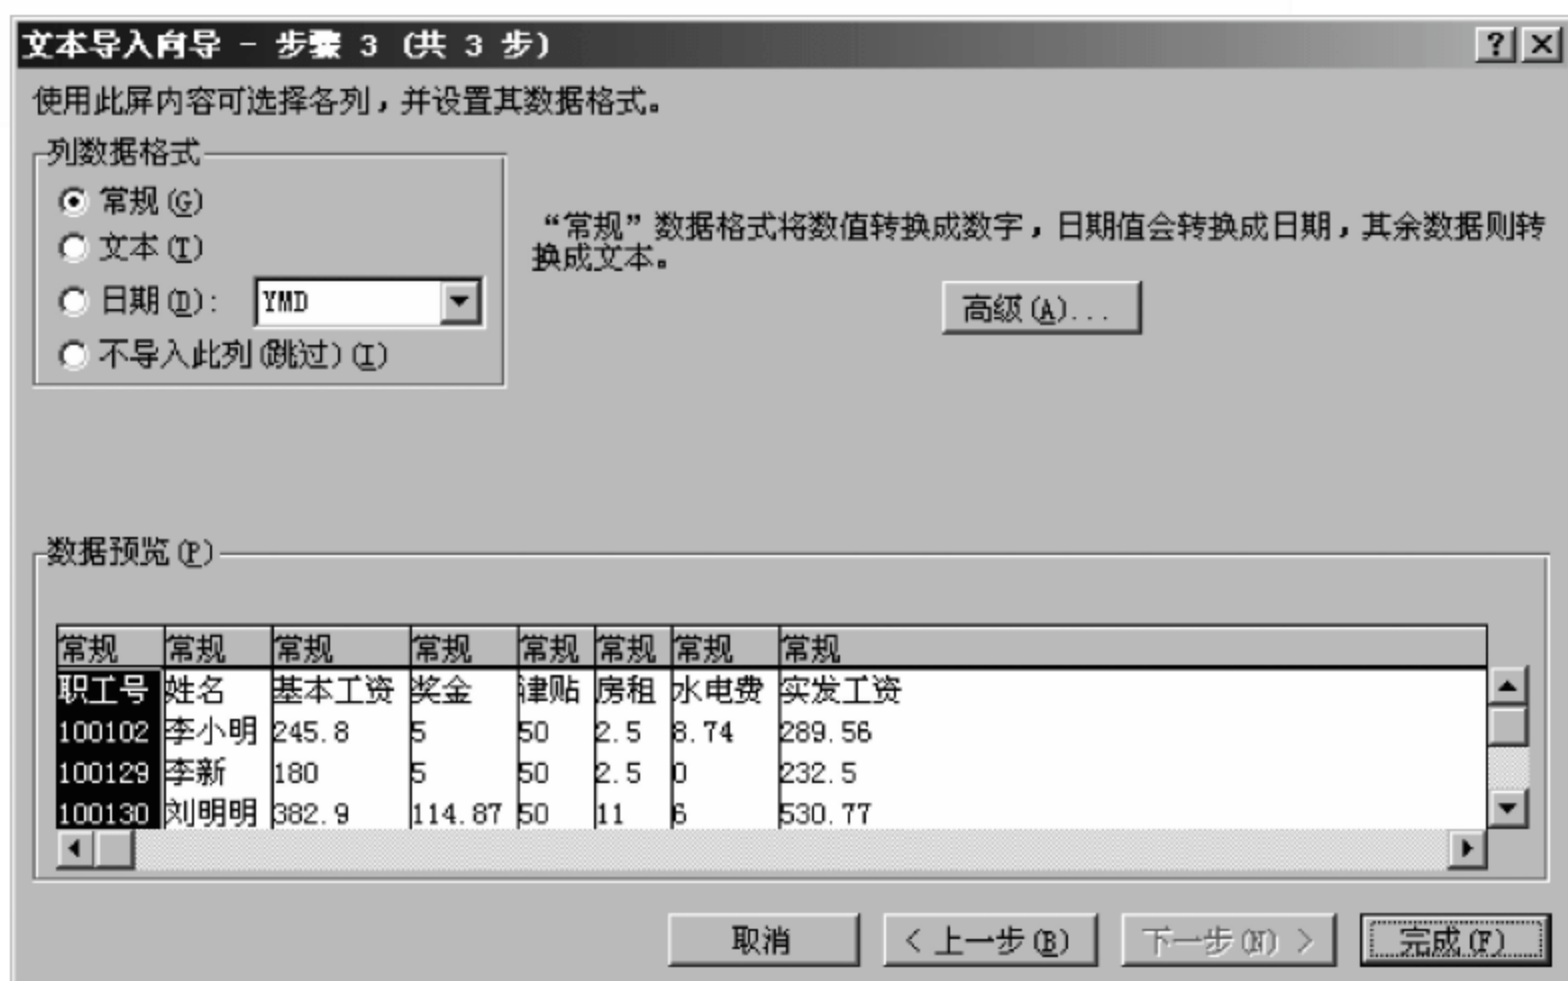 文本导入向导 - 步骤 3 (共 3 步)
使用此屏内容可选择各列，并设置其数据格式。
列数据格式
常规(G)
文本(T)
日期(D): YMD
不导入此列(跳过)(I)
“常规”数据格式将数值转换成数字，日期值会转换成日期，其余数据则转
换成文本。
高级(A)...
数据预览(P)
常规 常规 常规 常规 常规 常规 常规 常规
职工号 姓名 基本工资 奖金 津贴 房租 水电费 实发工资
100102 李小明 245.8 5 50 2.5 8.74 289.56
100129 李新 180 5 50 2.5 0 232.5
100130 刘明明 382.9 114.87 50 11 6 530.77
取消 < 上一步(B) 下一步(N) > 完成(F)